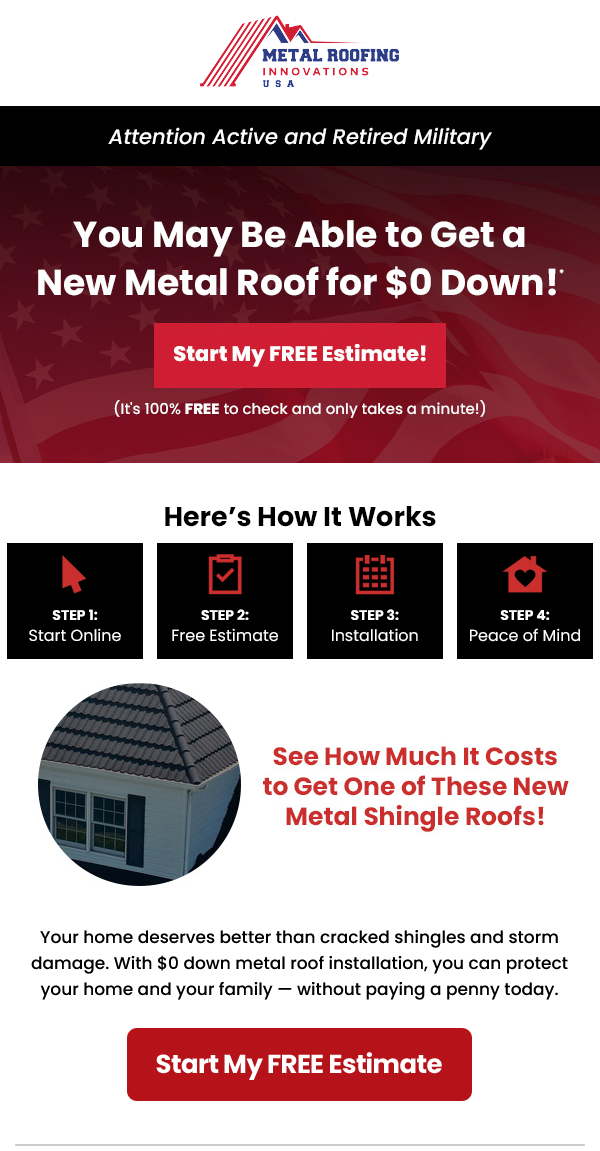 METAL ROOFING
INNOVATIONS
USA
Attention Active and Retired Military
You May Be Able to Get a
New Metal Roof for $0 Down!*
Start My FREE Estimate!
(It's 100% FREE to check and only takes a minute!)
Here’s How It Works
STEP 1:
Start Online
STEP 2:
Free Estimate
STEP 3:
Installation
STEP 4:
Peace of Mind
See How Much It Costs
to Get One of These New
Metal Shingle Roofs!
Your home deserves better than cracked shingles and storm
damage. With $0 down metal roof installation, you can protect
your home and your family — without paying a penny today.
Start My FREE Estimate